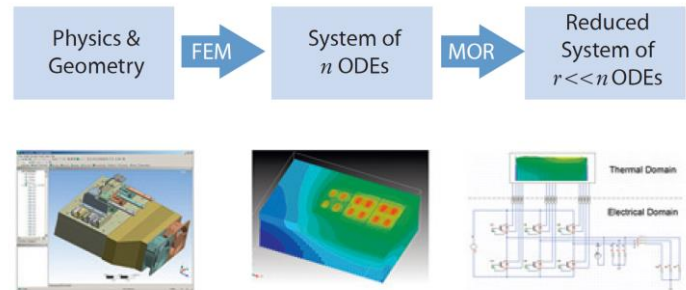 Physics &
Geometry
FEM
System of
n ODEs
MOR
Reduced
System of
r<<n ODEs
Thermal Domain
Electrical Domain